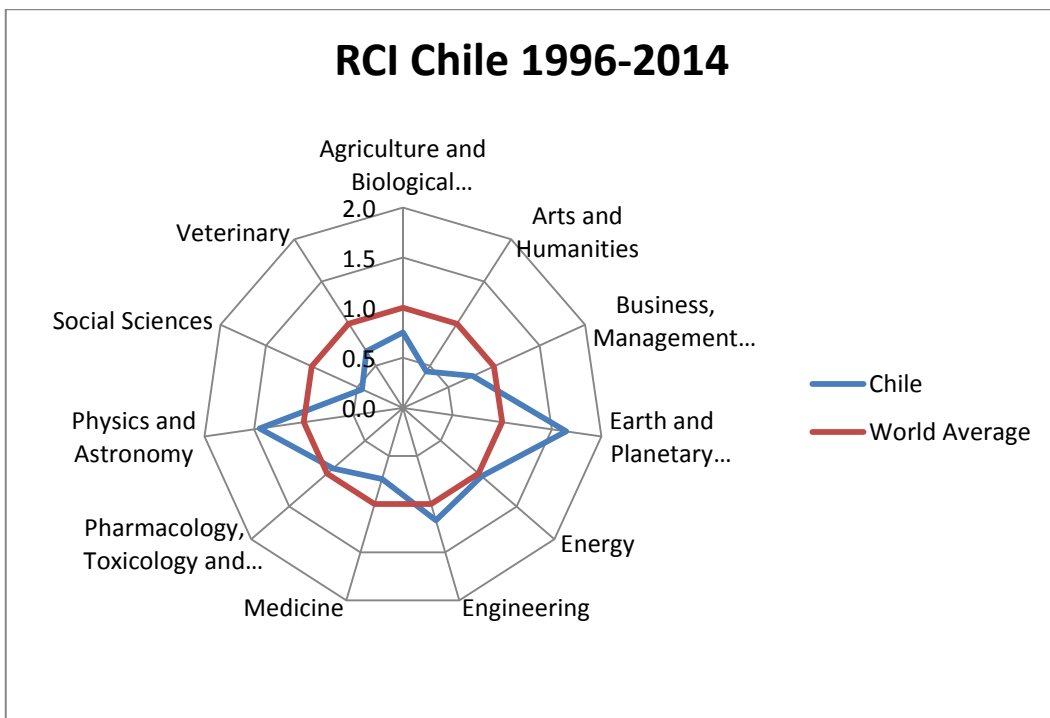 RCI Chile 1996-2014
Agriculture and
Biological...
Arts and
Humanities
Business,
Management...
Earth and
Planetary...
Energy
Engineering
Medicine
Pharmacology,
Toxicology and...
Physics and
Astronomy
Social Sciences
Veterinary
2.0
1.5
1.0
0.5
0.0
Chile
World Average